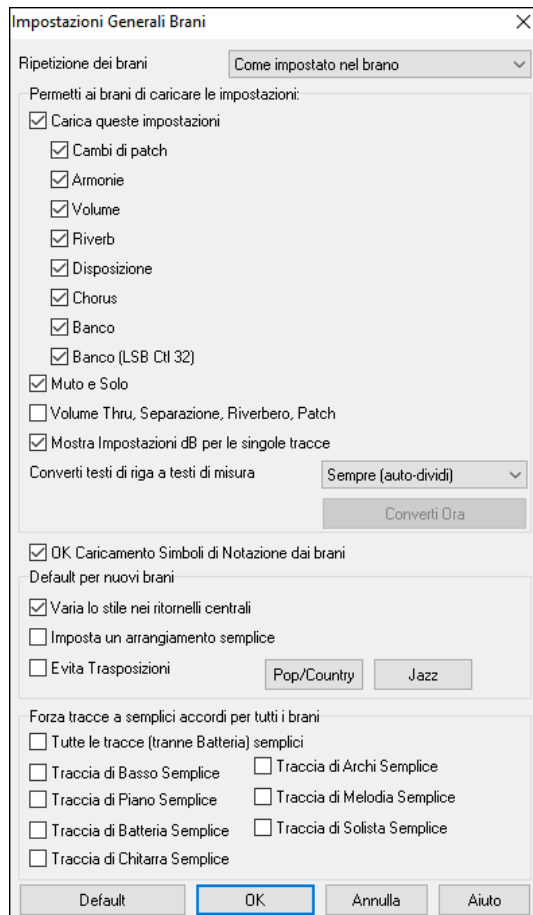 Impostazioni Generali Brani
Ripetizione dei brani Come impostato nel brano
Permetti ai brani di caricare le impostazioni:
Carica queste impostazioni
Cambi di patch
Armonie
Volume
Riverb
Disposizione
Chorus
Banco
Banco (LSB Ctl 32)
Muto e Solo
Volume Thru, Separazione, Riverbero, Patch
Mostra Impostazioni dB per le singole tracce
Converti testi di riga a testi di misura Sempre (auto-dividi)
Converti Ora
OK Caricamento Simboli di Notazione dai brani
Default per nuovi brani
Varia lo stile nei ritornelli centrali
Imposta un arrangiamento semplice
Evita Trasposizioni Pop/Country Jazz
Forza tracce a semplici accordi per tutti i brani
Tutte le tracce (tranne Batteria) semplici
Traccia di Basso Semplice Traccia di Archi Semplice
Traccia di Piano Semplice Traccia di Melodia Semplice
Traccia di Batteria Semplice Traccia di Solista Semplice
Traccia di Chitarra Semplice
Default OK Annulla Aiuto